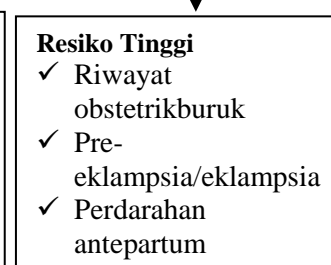 Resiko Tinggi
✓ Riwayat
obstetrikburuk
✓ Pre-
eklampsia/eklampsia
✓ Perdarahan
antepartum